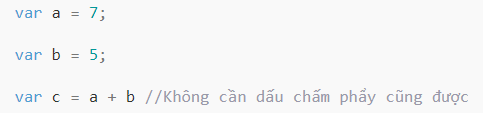 var a = 7;
var b = 5;
var c = a + b //Không cần dấu chấm phẩy cũng được